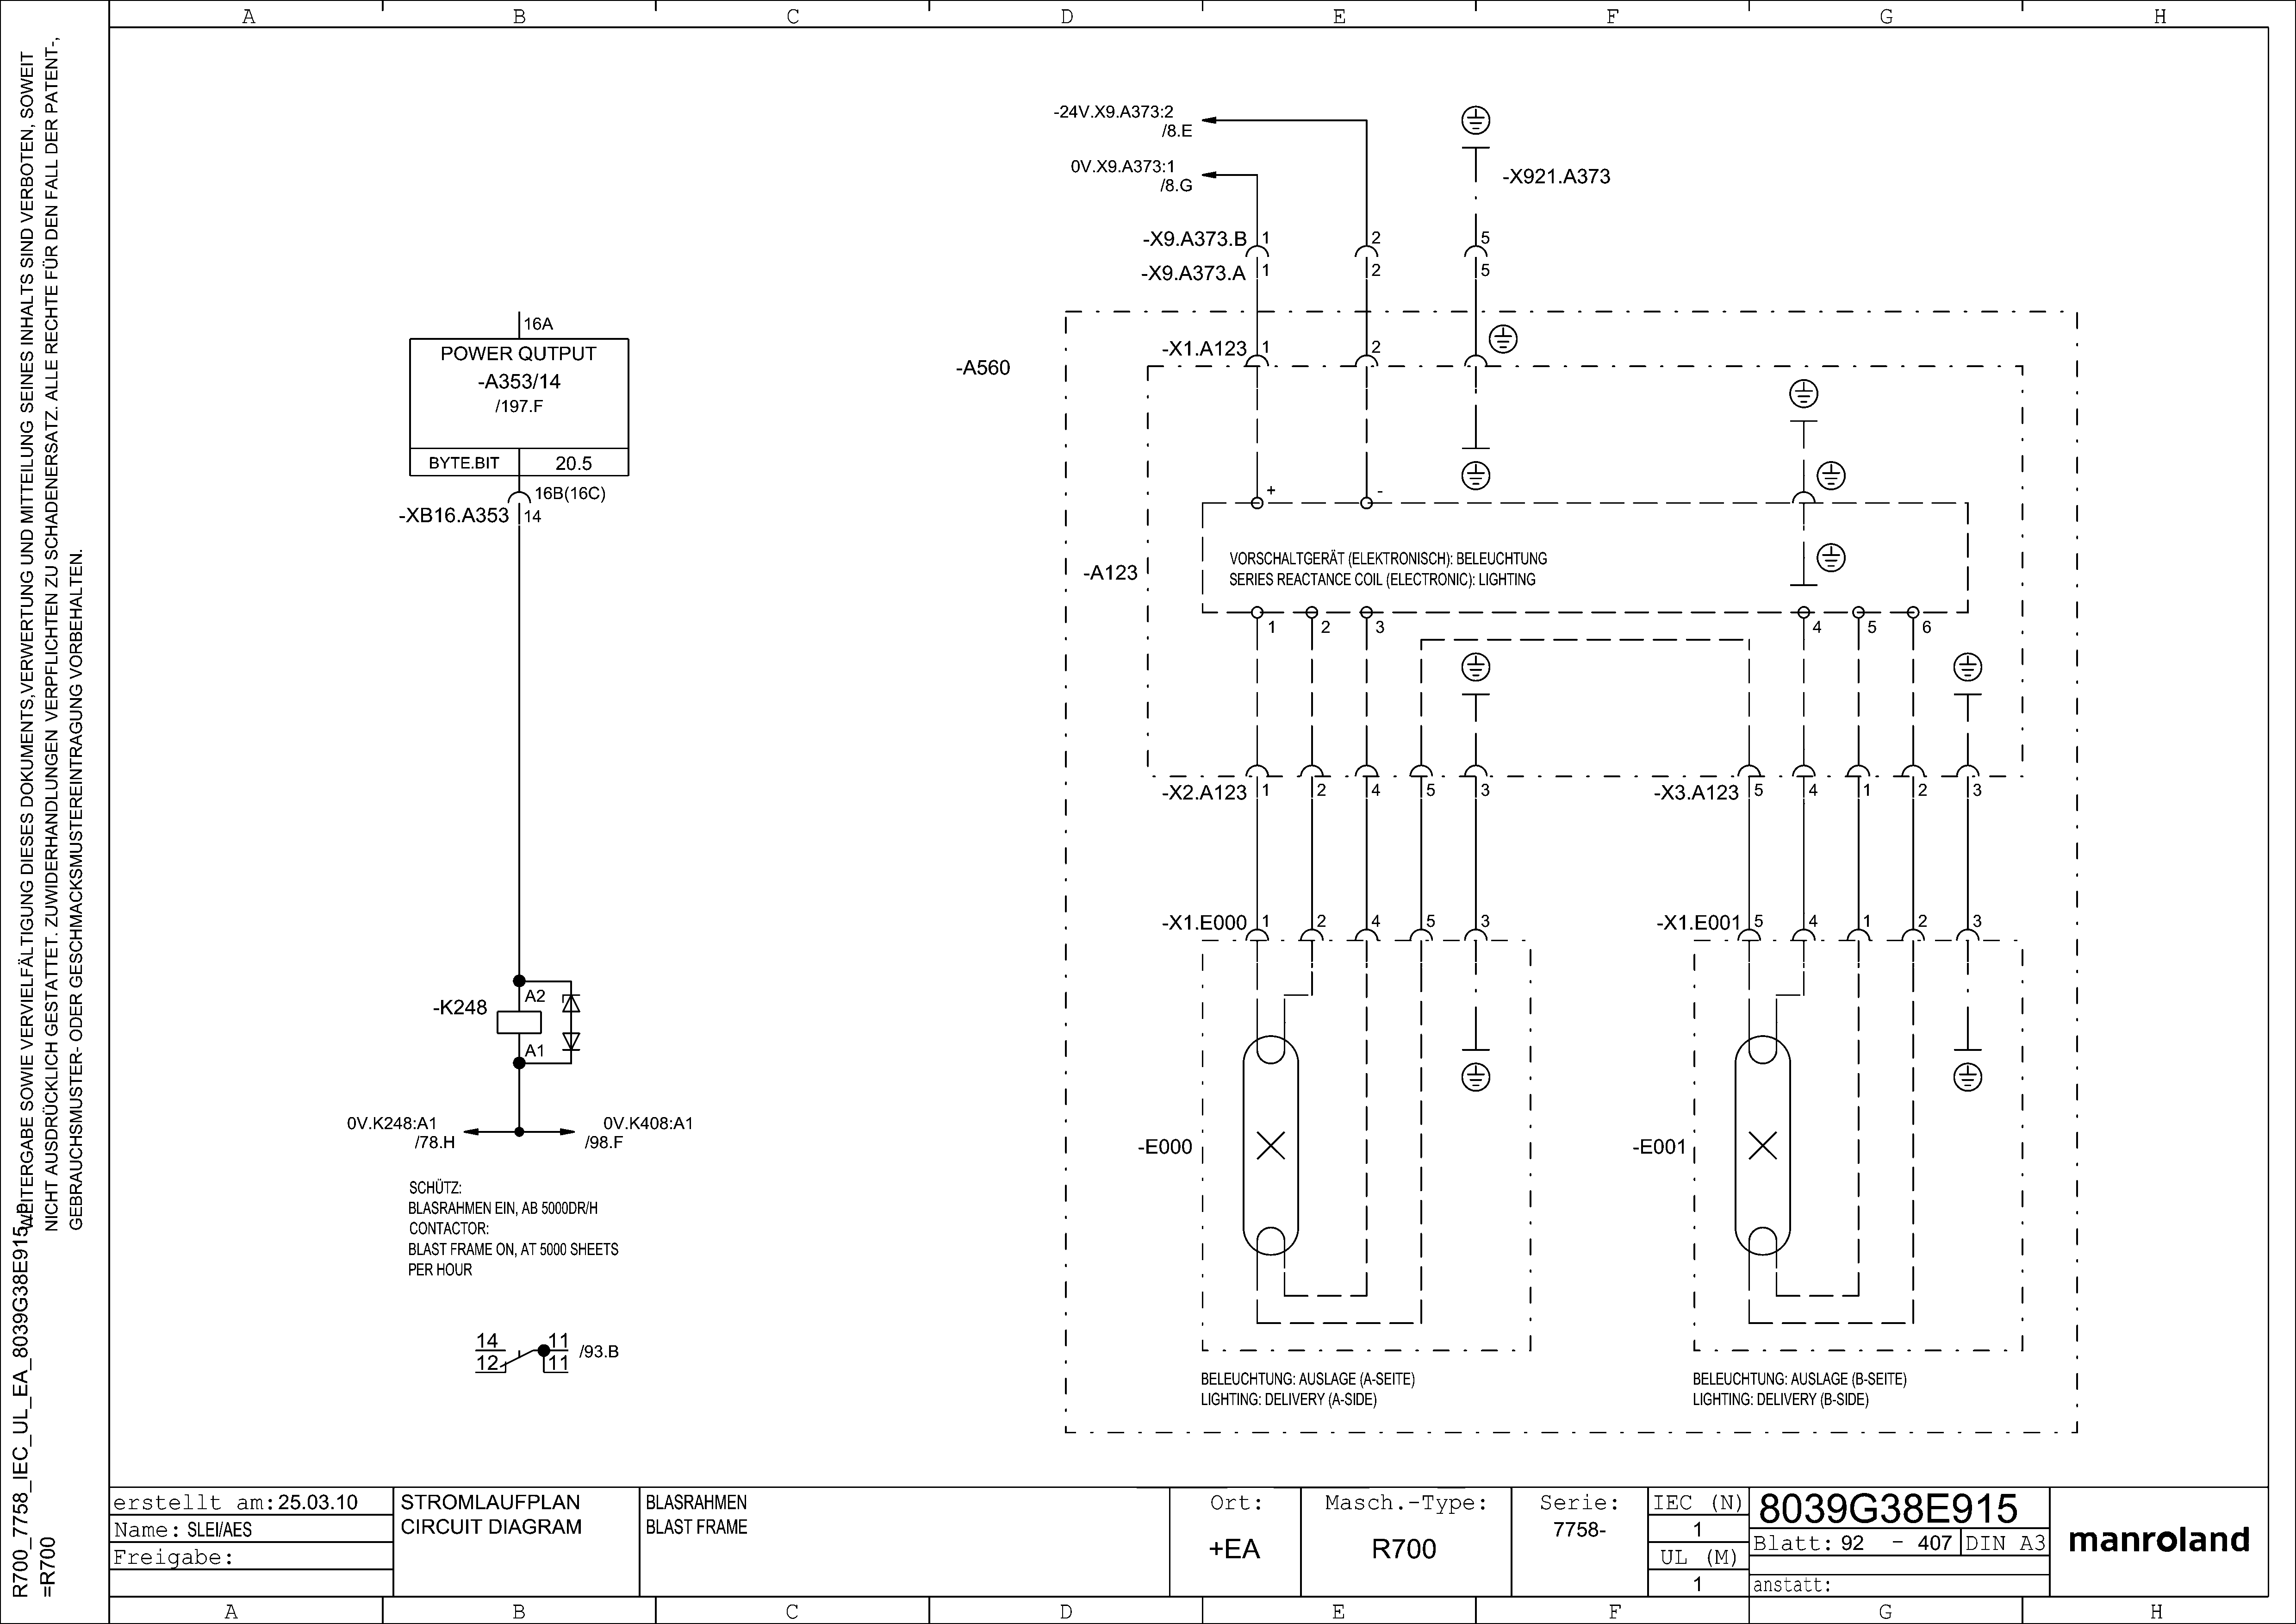 A B C D E F G H
WEITERGABE SOWIE VERVIELFÄLTIGUNG DIESES DOKUMENTS,VERWERTUNG UND MITTEILUNG SEINES INHALTS SIND VERBOTEN, SOWEIT
NICHT AUSDRÜCKLICH GESTATTET. ZUWIDERHANDLUNGEN VERPFLICHTEN ZU SCHADENERSATZ. ALLE RECHTE FÜR DEN FALL DER PATENT-,
GEBRAUCHSMUSTER- ODER GESCHMACKSMUSTEREINTRAGUNG VORBEHALTEN.
R700_7758_IEC_UL_EA_8039G38E915
=R700
16A
POWER QUTPUT
-A353/14
/197.F
BYTE.BIT 20.5
16B(16C)
-XB16.A353 14
-K248
A2
A1
0V.K248:A1
/78.H
0V.K408:A1
/98.F
SCHÜTZ:
BLASRAHMEN EIN, AB 5000DR/H
CONTACTOR:
BLAST FRAME ON, AT 5000 SHEETS
PER HOUR
14 11 /93.B
12 11
-24V.X9.A373:2
/8.E
0V.X9.A373:1
/8.G
-X921.A373
-X9.A373.B 1 2 5
-X9.A373.A 1 2 5
-X1.A123 1 2
-A560
+ -
-A123
VORSCHALTGERÄT (ELEKTRONISCH): BELEUCHTUNG
SERIES REACTANCE COIL (ELECTRONIC): LIGHTING
1 2 3 4 5 6
-X2.A123 1 2 4 5 3
-X3.A123 5 4 1 2 3
-X1.E000 1 2 4 5 3
-X1.E001 5 4 1 2 3
-E000
-E001
BELEUCHTUNG: AUSLAGE (A-SEITE)
LIGHTING: DELIVERY (A-SIDE)
BELEUCHTUNG: AUSLAGE (B-SEITE)
LIGHTING: DELIVERY (B-SIDE)
erstellt am: 25.03.10
Name: SLEI/AES
Freigabe:
STROMLAUFPLAN
CIRCUIT DIAGRAM
BLASRAHMEN
BLAST FRAME
Ort:
+EA
Masch.-Type:
R700
Serie:
7758-
IEC (N)
1
UL (M)
1
8039G38E915
Blatt: 92 - 407 DIN A3
anstatt:
manroland
A B C D E F G H